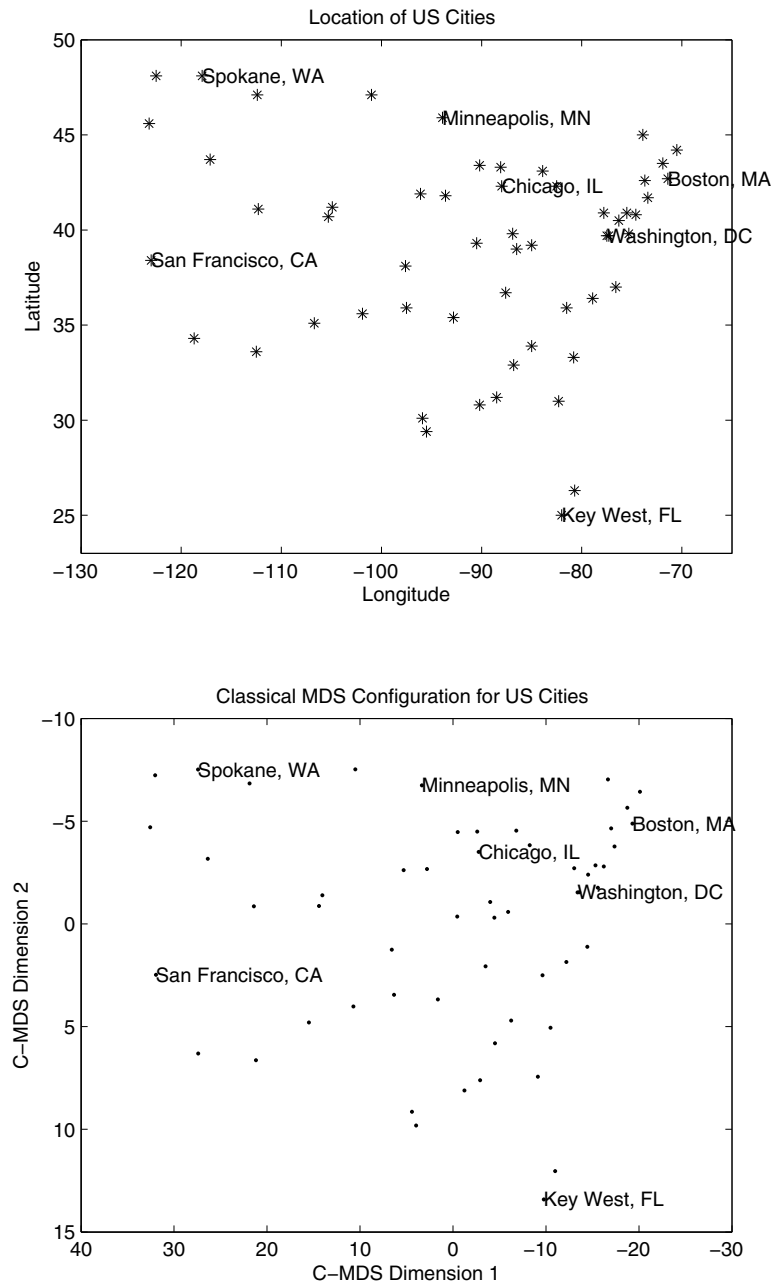 Location of US Cities
50
45
40
35
30
25
Latitude
Spokane, WA
Minneapolis, MN
Chicago, IL
Boston, MA
Washington, DC
San Francisco, CA
Key West, FL
−130 −120 −110 −100 −90 −80 −70
Longitude
Classical MDS Configuration for US Cities
−10
−5
0
5
10
15
C−MDS Dimension 2
Spokane, WA
Minneapolis, MN
Boston, MA
Chicago, IL
Washington, DC
San Francisco, CA
Key West, FL
40 30 20 10 0 −10 −20 −30
C−MDS Dimension 1